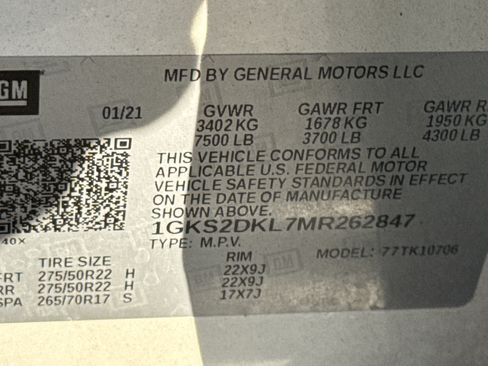 GM
MFD BY GENERAL MOTORS LLC
01/21 GVWR GAWR FRT GAWR R
3402 KG 1678 KG 1950 KG
7500 LB 3700 LB 4300 LB
THIS VEHICLE CONFORMS TO ALL
APPLICABLE U.S. FEDERAL MOTOR
VEHICLE SAFETY STANDARDS IN EFFECT
ON THE DATE OF MANUFACTURE
SHOWN ABOVE.
1GKS2DKL7MR262847
40X TYPE: M.P.V. MODEL: 77TK10706
TIRE SIZE RIM
FRT 275/50R22 H 22X9J
RR 275/50R22 H 22X9J
SPA 265/70R17 S 17X7J